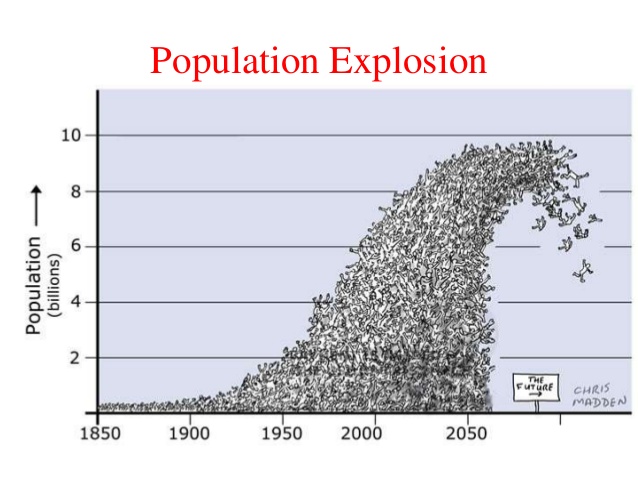 Population Explosion
10
8
6
4
2
Population
(billions)
1850
1900
1950
2000
2050
THE
FUTURE
CHRIS
MADDEN